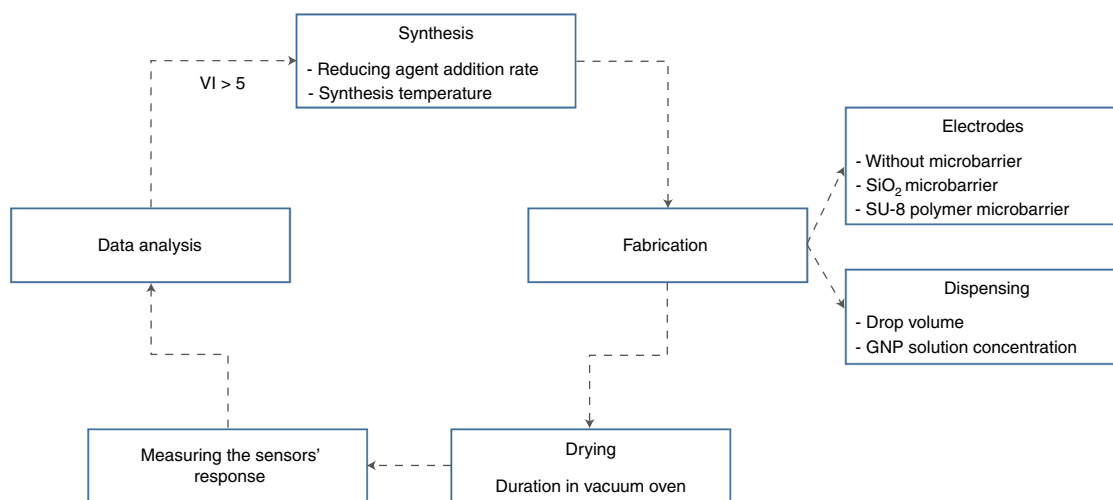 Synthesis
- Reducing agent addition rate
- Synthesis temperature
VI > 5
Electrodes
- Without microbarrier
- SiO₂ microbarrier
- SU-8 polymer microbarrier
Data analysis
Fabrication
Dispensing
- Drop volume
- GNP solution concentration
Measuring the sensors’
response
Drying
Duration in vacuum oven